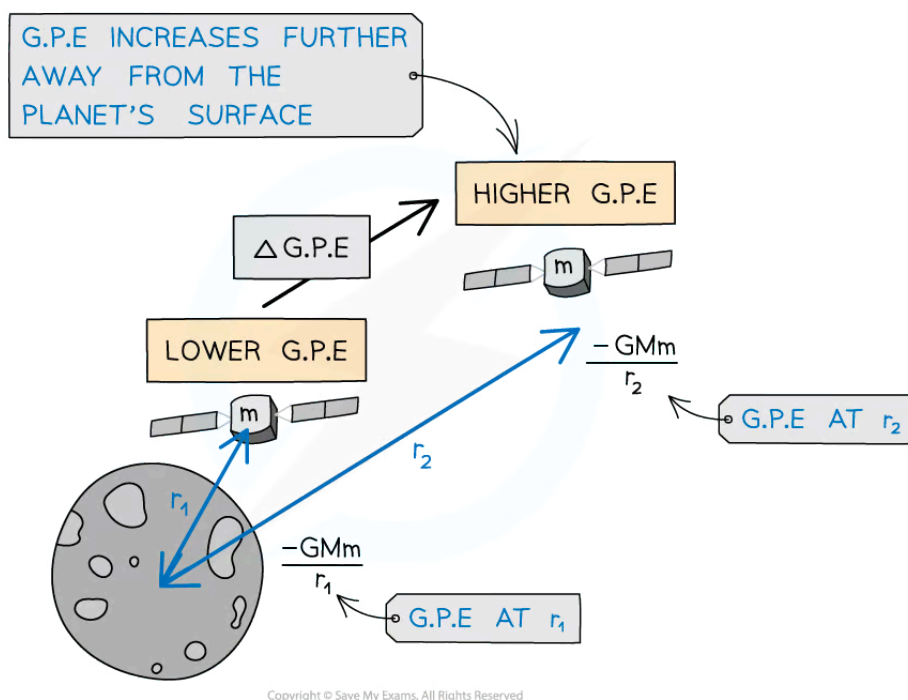 G.P.E INCREASES FURTHER
AWAY FROM THE
PLANET'S SURFACE
HIGHER G.P.E
△ G.P.E
m
LOWER G.P.E
m
−GMm
r₂
G.P.E AT r₂
r₂
r₁
−GMm
r₁
G.P.E AT r₁
Copyright © Save My Exams. All Rights Reserved